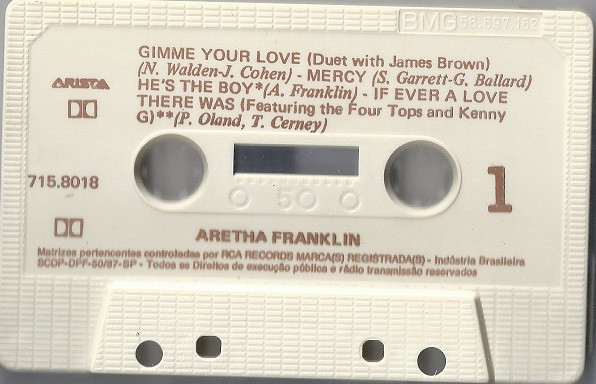 BMG 56.697.162
GIMME YOUR LOVE (Duet with James Brown)
(N. Walden-J. Cohen) - MERCY (S. Garrett-G. Ballard)
HE'S THE BOY*(A. Franklin) - IF EVER A LOVE
THERE WAS (Featuring the Four Tops and Kenny
G)**(P. Oland, T. Cerney)
ARISTA
715.8018
50
1
ARETHA FRANKLIN
Matrizes pertencentes controladas por RCA RECORDS MARCA(S) REGISTRADA(S) - Indústria Brasileira
SCDP-DPF-50/87-SP - Todos os Direitos de execução pública e rádio transmissão reservados